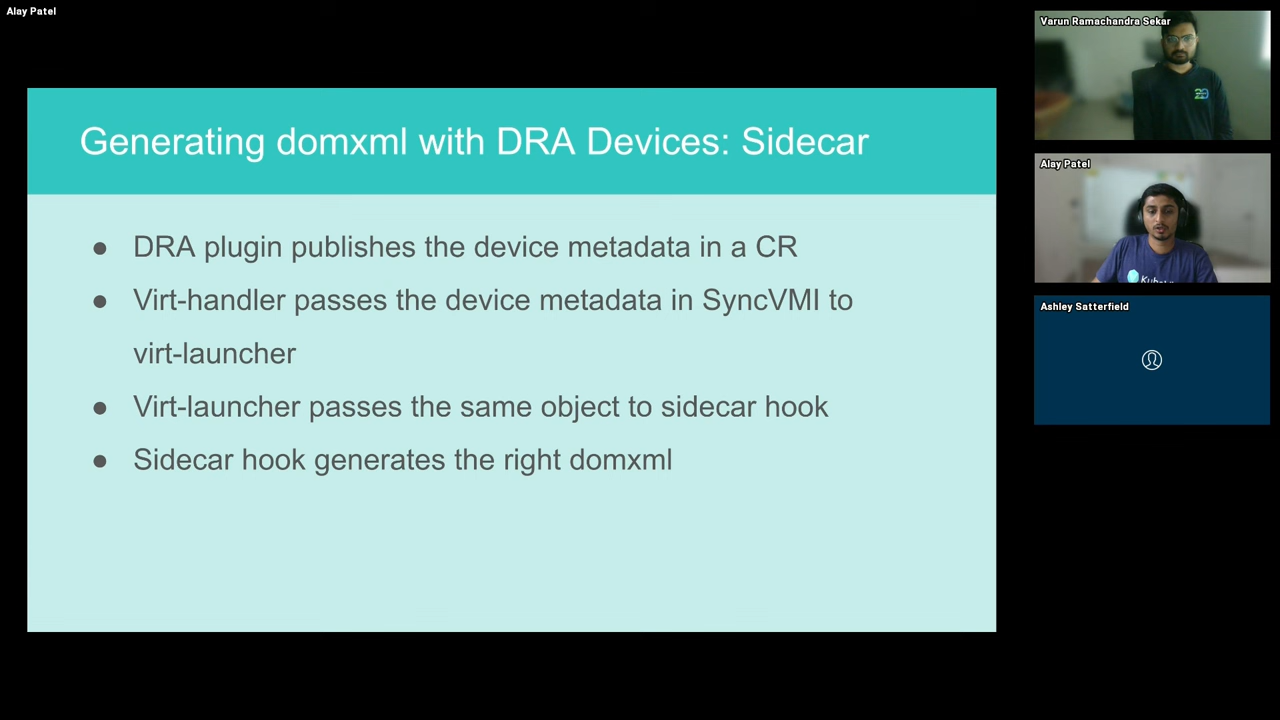 Alay Patel
Generating domxml with DRA Devices: Sidecar
● DRA plugin publishes the device metadata in a CR
● Virt-handler passes the device metadata in SyncVMI to
virt-launcher
● Virt-launcher passes the same object to sidecar hook
● Sidecar hook generates the right domxml
Varun Ramachandra Sekar
Alay Patel
Ashley Satterfield